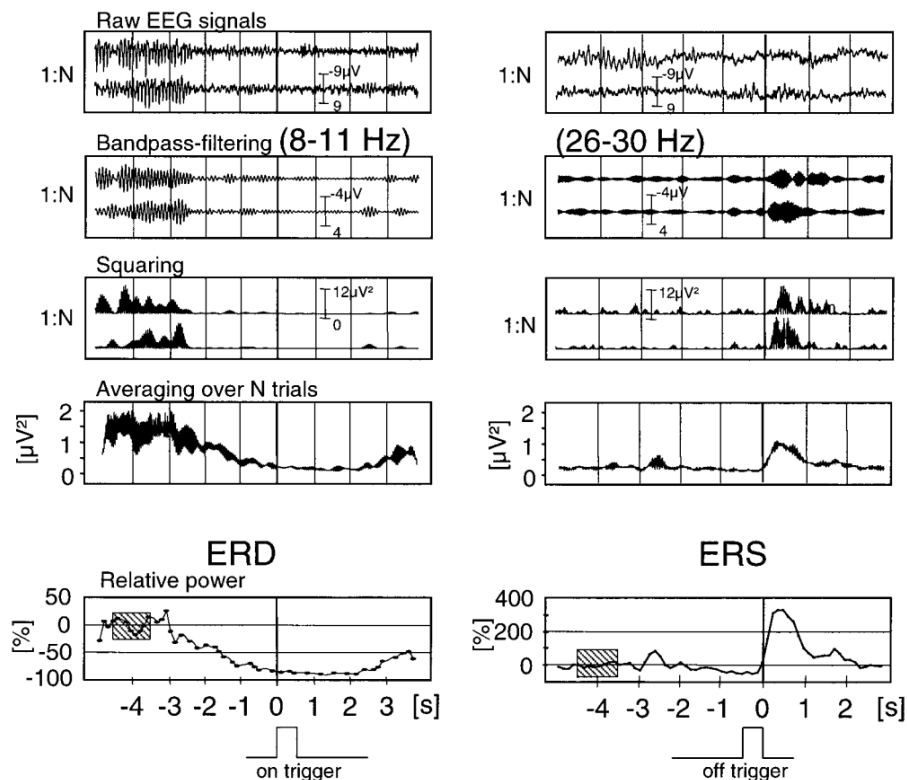 Raw EEG signals
1:N
-9µV
9
1:N
-9µV
9
Bandpass-filtering (8-11 Hz)
(26-30 Hz)
1:N
-4µV
4
1:N
-4µV
4
Squaring
1:N
12µV²
0
1:N
12µV²
Averaging over N trials
[µV²]
2
1
0
[µV²]
2
1
0
ERD
ERS
Relative power
[%]
50
0
-50
-100
[%]
400
200
0
-4 -3 -2 -1 0 1 2 3 [s]
-4 -3 -2 -1 0 1 2 [s]
on trigger
off trigger